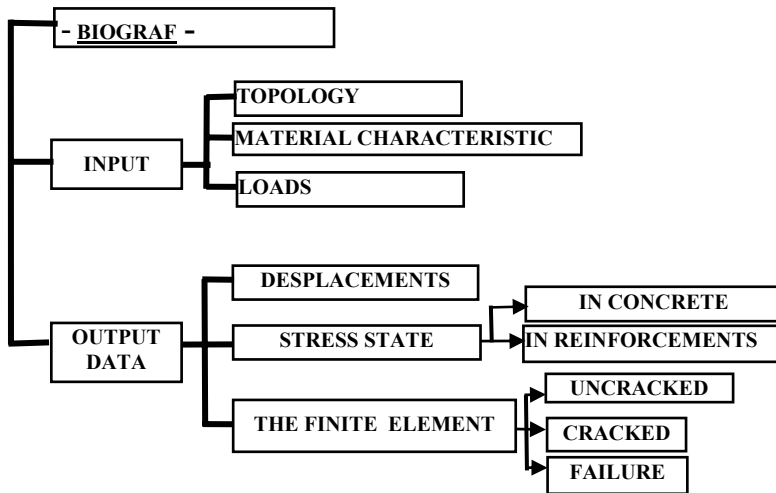 - BIOGRAF -
TOPOLOGY
MATERIAL CHARACTERISTIC
INPUT
LOADS
DESPLACEMENTS
IN CONCRETE
OUTPUT
DATA
STRESS STATE
IN REINFORCEMENTS
UNCRACKED
THE FINITE ELEMENT
CRACKED
FAILURE